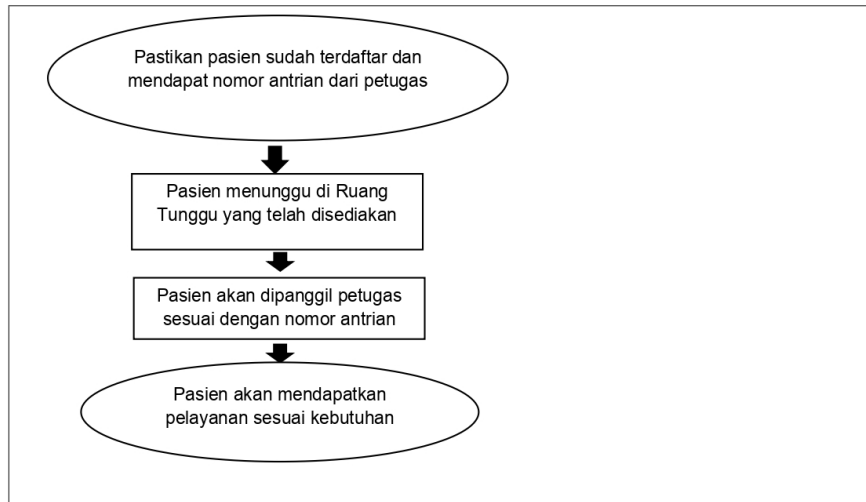 Pastikan pasien sudah terdaftar dan
mendapat nomor antrian dari petugas
Pasien menunggu di Ruang
Tunggu yang telah disediakan
Pasien akan dipanggil petugas
sesuai dengan nomor antrian
Pasien akan mendapatkan
pelayanan sesuai kebutuhan